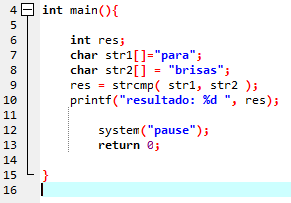 4 int main(){
5
6 int res;
7 char str1[]="para";
8 char str2[] = "brisas";
9 res = strcmp( str1, str2 );
10 printf("resultado: %d ", res);
11
12 system("pause");
13 return 0;
14
15 }
16